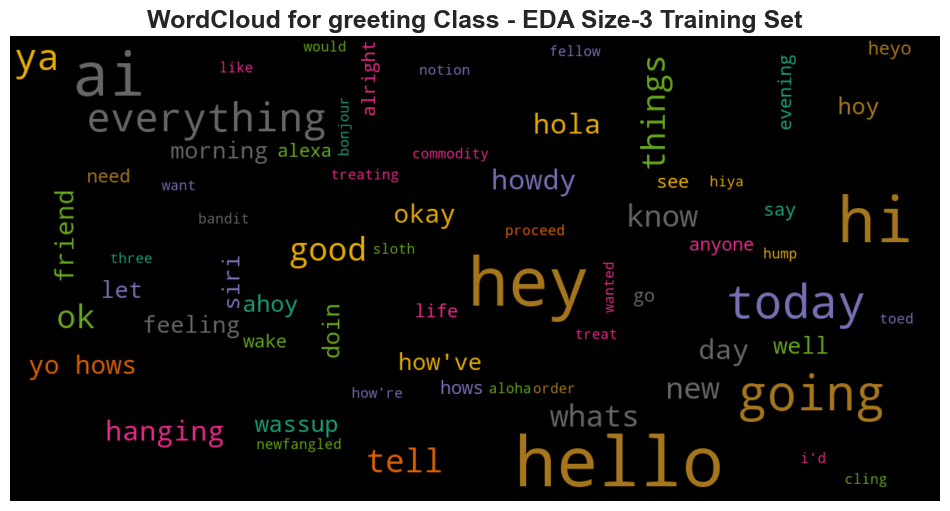 WordCloud for greeting Class - EDA Size-3 Training Set
ya
ai
would
like
alright
notion
fellow
things
evening
heyo
hoy
everything
bonjour
hola
morning
alexa
commodity
need
want
treating
howdy
see
hiya
friend
bandit
okay
know
say
hi
three
good
sloth
proceed
anyone
hump
let
siri
ahoy
hey
wanted
go
today
toed
ok
feeling
wake
doin
life
treat
day
well
yo hows
how've
how're
hows
aloha
order
new
going
hanging
wassup
newfangled
whats
tell
hello
i'd
cling